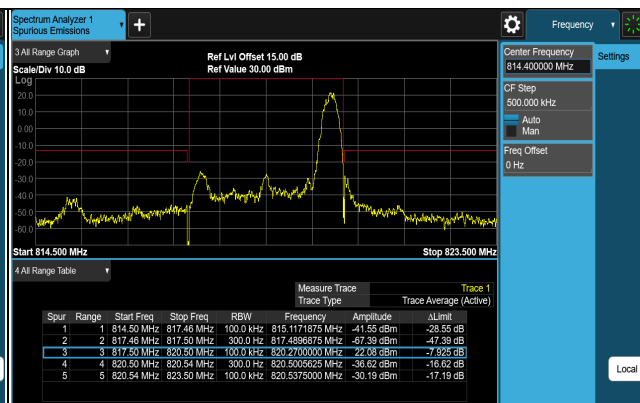 Spectrum Analyzer 1
Spurious Emissions
Frequency
3 All Range Graph
Ref Lvl Offset 15.00 dB
Scale/Div 10.0 dB
Ref Value 30.00 dBm
Log
20.0
10.0
0.00
-10.0
-20.0
-30.0
-40.0
-50.0
-60.0
Start 814.500 MHz
Stop 823.500 MHz
4 All Range Table
Measure Trace Trace 1
Trace Type Trace Average (Active)
Spur Range Start Freq Stop Freq RBW Frequency Amplitude ΔLimit
1 1 814.50 MHz 817.46 MHz 100.0 kHz 815.1171875 MHz -41.55 dBm -28.55 dB
2 2 817.46 MHz 817.50 MHz 300.0 Hz 817.4896875 MHz -67.39 dBm -47.39 dB
3 3 817.50 MHz 820.50 MHz 100.0 kHz 820.2700000 MHz 22.08 dBm -7.925 dB
4 4 820.50 MHz 820.54 MHz 300.0 Hz 820.5005625 MHz -36.62 dBm -16.62 dB
5 5 820.54 MHz 823.50 MHz 100.0 kHz 820.5375000 MHz -30.19 dBm -17.19 dB
Center Frequency
814.400000 MHz
Settings
CF Step
500.000 kHz
Auto
Man
Freq Offset
0 Hz
Local